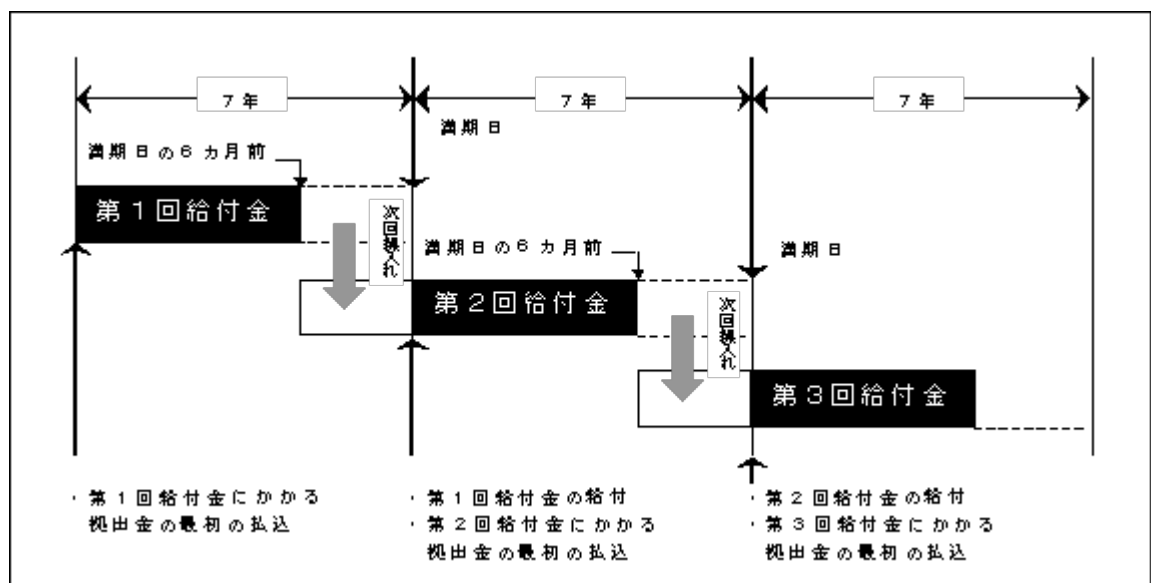 7年
7年
7年
満期日
満期日の6カ月前
第1回給付金
次回繰入れ
満期日の6カ月前
満期日
第2回給付金
次回繰入れ
第3回給付金
・第1回給付金にかかる
拠出金の最初の払込
・第1回給付金の給付
・第2回給付金にかかる
拠出金の最初の払込
・第2回給付金の給付
・第3回給付金にかかる
拠出金の最初の払込